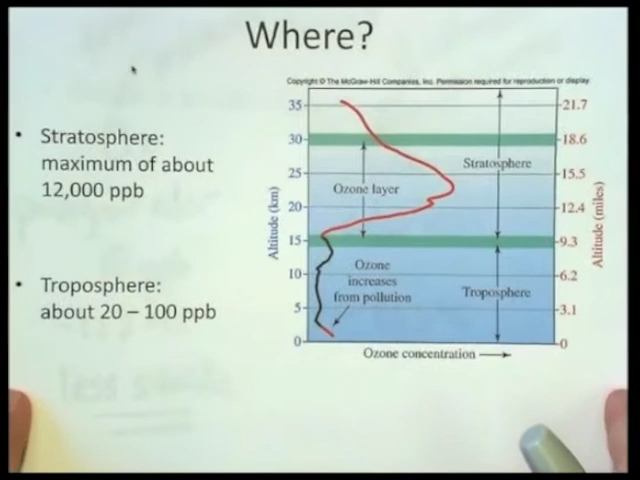 Where?
Copyright © The McGraw-Hill Companies, Inc. Permission required for reproduction or display.
• Stratosphere:
maximum of about
12,000 ppb
• Troposphere:
about 20 – 100 ppb
Altitude (km)
35
30
25
20
15
10
5
0
Ozone layer
Stratosphere
Ozone
increases
from pollution
Troposphere
21.7
18.6
15.5
12.4
9.3
6.2
3.1
0
Altitude (miles)
Ozone concentration
less